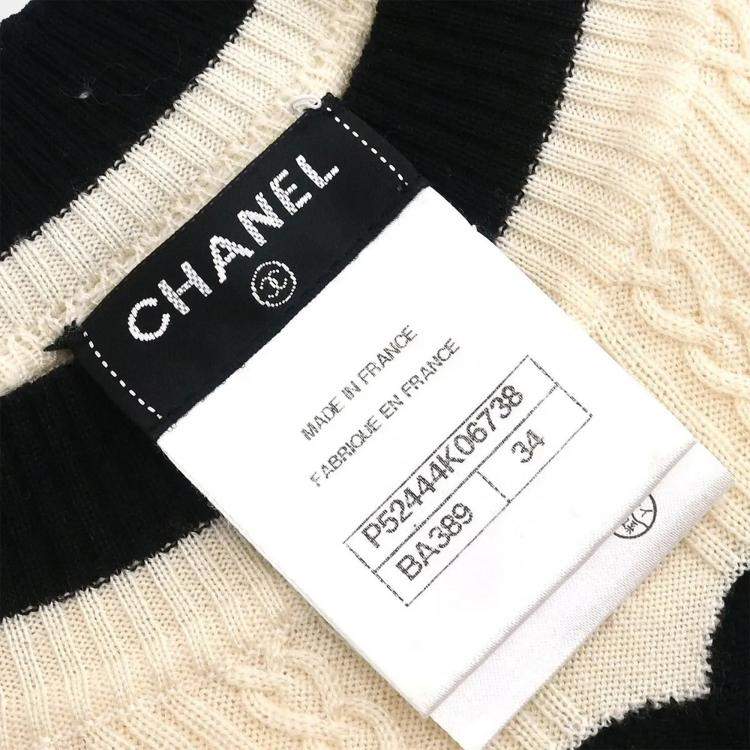 CHANEL
MADE IN FRANCE
FABRIQUE EN FRANCE
P52444K06738
BA389 34